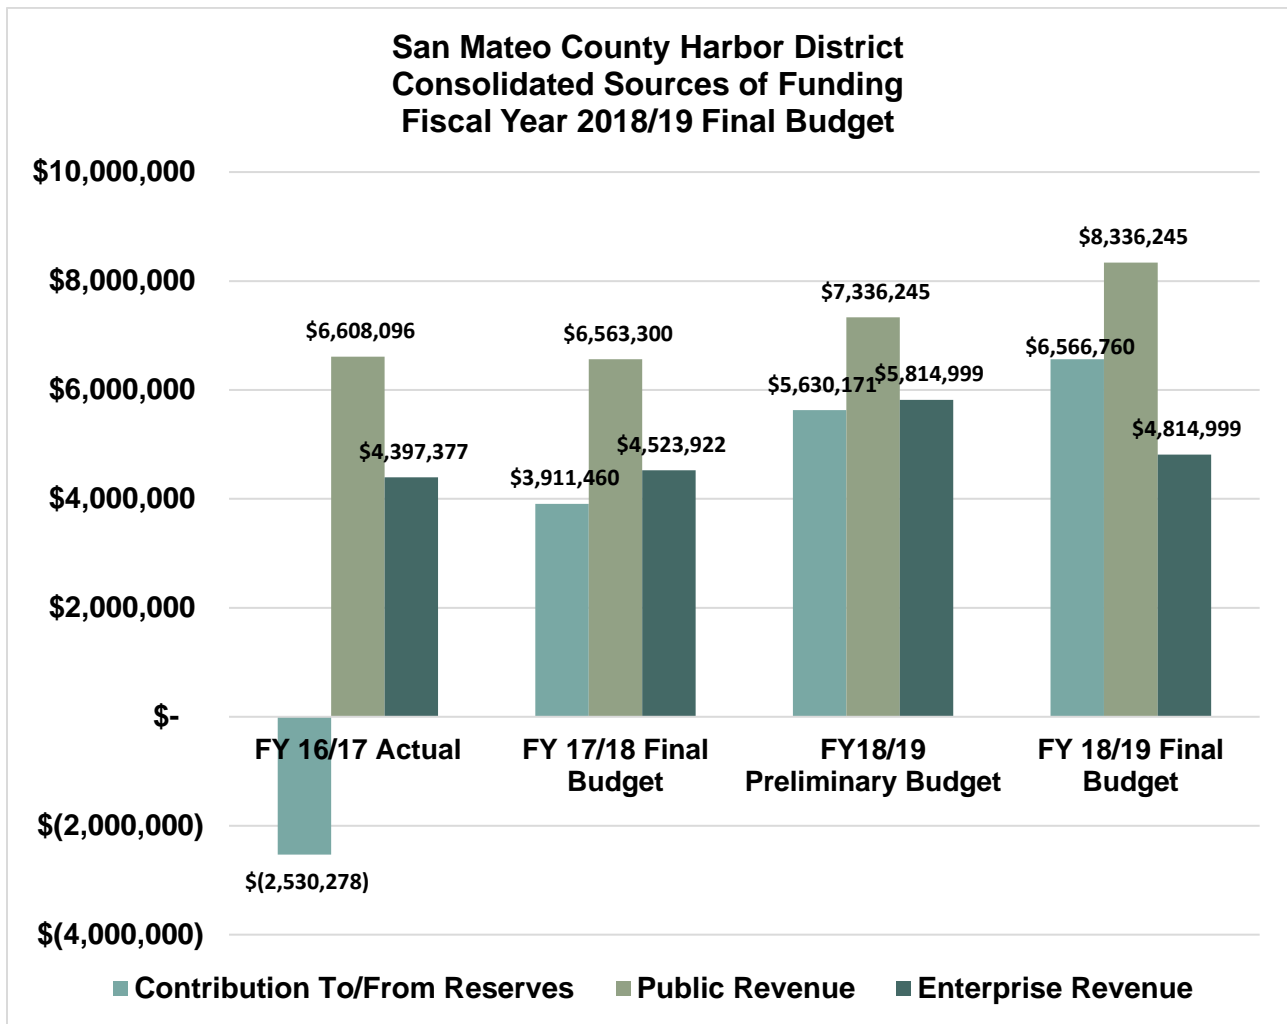 San Mateo County Harbor District
Consolidated Sources of Funding
Fiscal Year 2018/19 Final Budget
$10,000,000
$8,000,000
$6,000,000
$4,000,000
$2,000,000
$-
$(2,000,000)
$(4,000,000)
$(2,530,278)
$6,608,096
$4,397,377
$3,911,460
$6,563,300
$4,523,922
$5,630,171
$7,336,245
$5,814,999
$6,566,760
$8,336,245
$4,814,999
FY 16/17 Actual
FY 17/18 Final
Budget
FY18/19
Preliminary Budget
FY 18/19 Final
Budget
Contribution To/From Reserves
Public Revenue
Enterprise Revenue